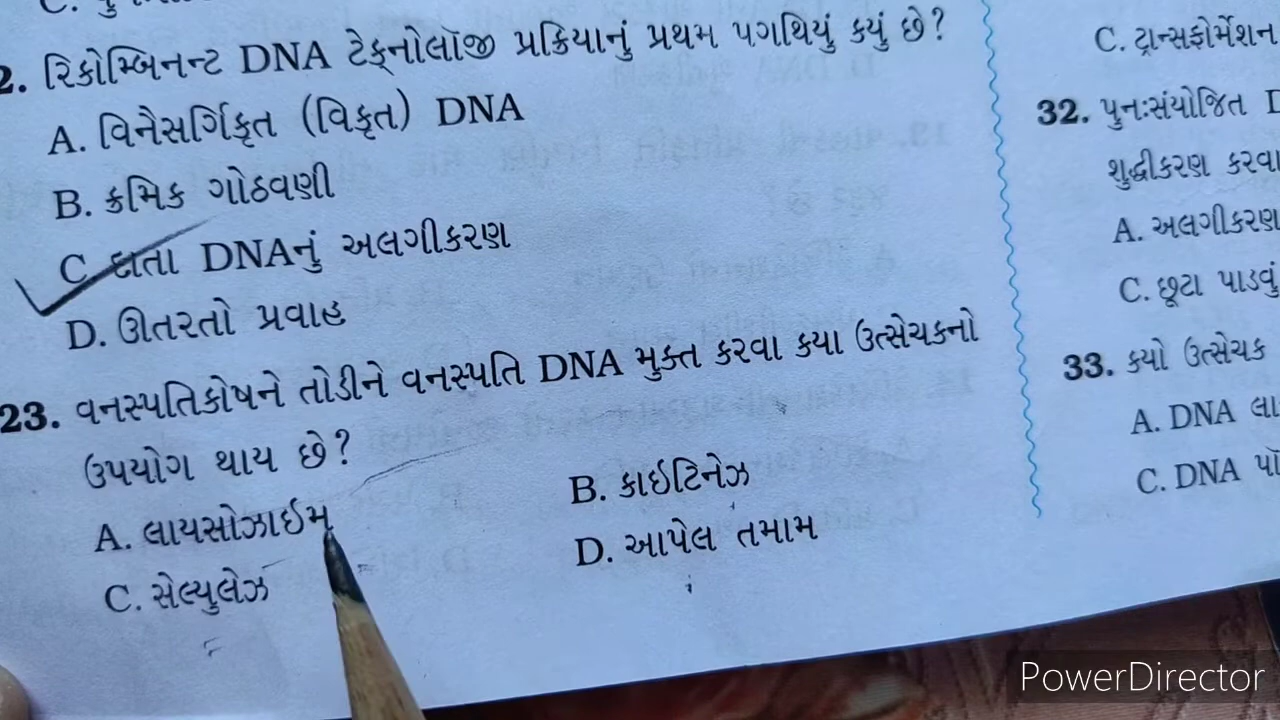 2. રિકોમ્બિનન્ટ DNA ટેક્નોલૉજી પ્રક્રિયાનું પ્રથમ પગથિયું કયું છે?
A. વિનૈસર્ગિકૃત (વિકૃત) DNA
B. ક્રમિક ગોઠવણી
C. દાતા DNAનું અલગીકરણ
D. ઊતરતો પ્રવાહ
23. વનસ્પતિકોષને તોડીને વનસ્પતિ DNA મુક્ત કરવા કયા ઉત્સેચકનો
ઉપયોગ થાય છે?
A. લાયસોઝાઈમ B. કાઇટિનેઝ
C. સેલ્યુલેઝ D. આપેલ તમામ
C. ટ્રાન્સફોર્મેશન
32. પુનઃસંયોજિત
શુદ્ધીકરણ કરવા
A. અલગીકરણ
C. છૂટા પાડવું
33. કયો ઉત્સેચક
A. DNA લા
C. DNA પૉ
PowerDirector